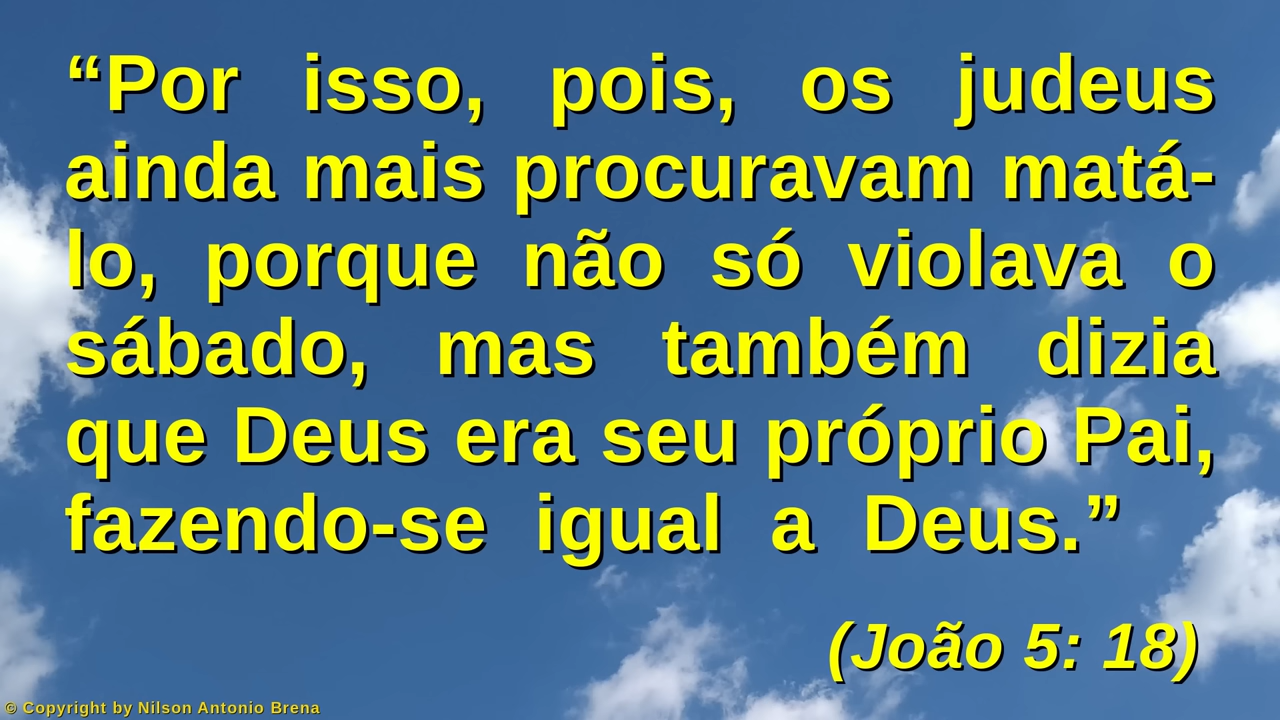 “Por isso, pois, os judeus
ainda mais procuravam matá-
lo, porque não só violava o
sábado, mas também dizia
que Deus era seu próprio Pai,
fazendo-se igual a Deus.”
(João 5: 18)
© Copyright by Nilson Antonio Brena